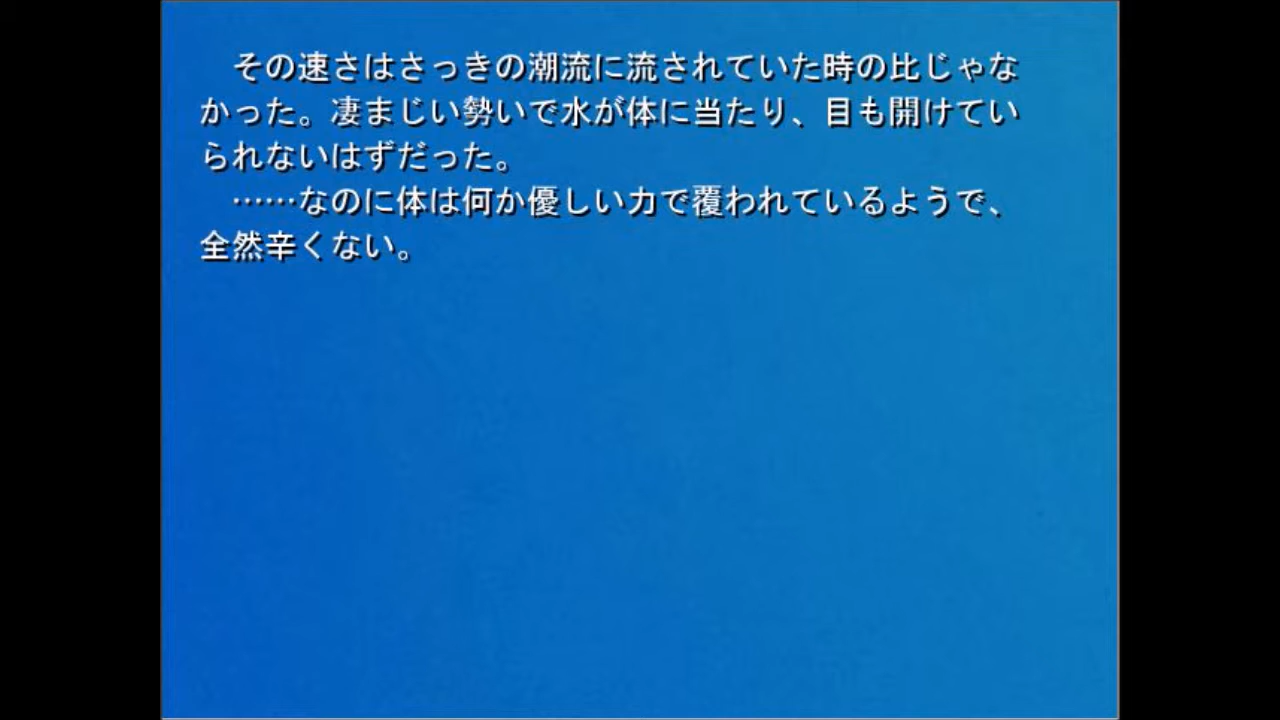 その速さはさっきの潮流に流されていた時の比じゃな
かった。凄まじい勢いで水が体に当たり、目も開けてい
られないはずだった。
……なのに体は何か優しい力で覆われているようで、
全然辛くない。